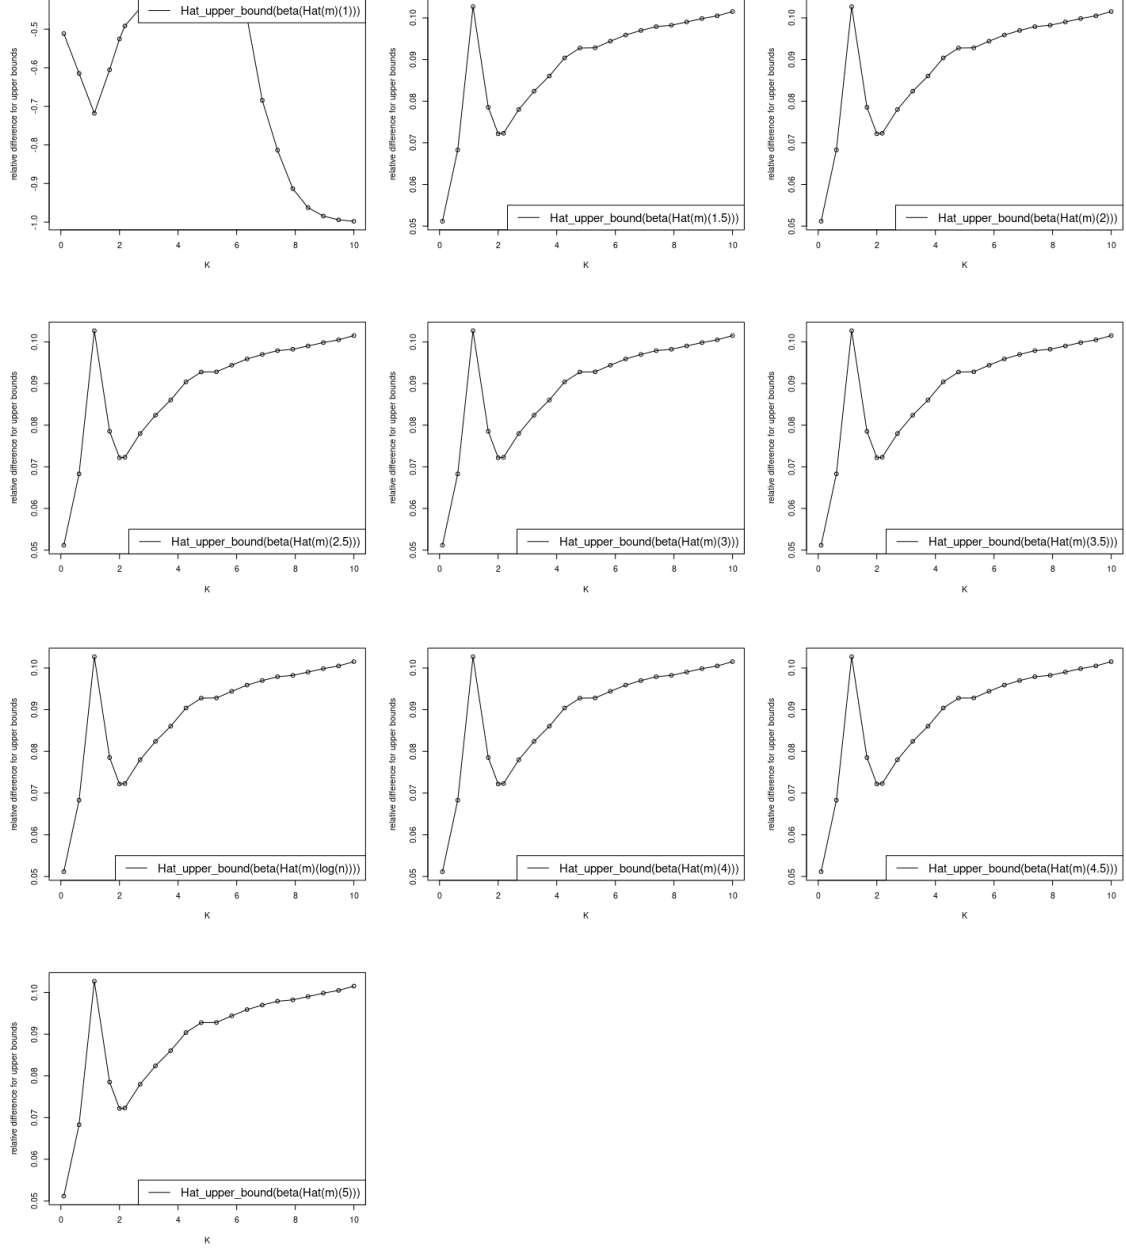 Hat_upper_bound(beta(Hat(m)(1)))
relative difference for upper bounds
-0.5
-0.6
-0.7
-0.8
-0.9
-1.0
0 2 4 6 8 10
K
relative difference for upper bounds
0.10
0.09
0.08
0.07
0.06
0.05
Hat_upper_bound(beta(Hat(m)(1.5)))
0 2 4 6 8 10
K
relative difference for upper bounds
0.10
0.09
0.08
0.07
0.06
0.05
Hat_upper_bound(beta(Hat(m)(2)))
0 2 4 6 8 10
K
relative difference for upper bounds
0.10
0.09
0.08
0.07
0.06
0.05
Hat_upper_bound(beta(Hat(m)(2.5)))
0 2 4 6 8 10
K
relative difference for upper bounds
0.10
0.09
0.08
0.07
0.06
0.05
Hat_upper_bound(beta(Hat(m)(3)))
0 2 4 6 8 10
K
relative difference for upper bounds
0.10
0.09
0.08
0.07
0.06
0.05
Hat_upper_bound(beta(Hat(m)(3.5)))
0 2 4 6 8 10
K
relative difference for upper bounds
0.10
0.09
0.08
0.07
0.06
0.05
Hat_upper_bound(beta(Hat(m)(log(n))))
0 2 4 6 8 10
K
relative difference for upper bounds
0.10
0.09
0.08
0.07
0.06
0.05
Hat_upper_bound(beta(Hat(m)(4)))
0 2 4 6 8 10
K
relative difference for upper bounds
0.10
0.09
0.08
0.07
0.06
0.05
Hat_upper_bound(beta(Hat(m)(4.5)))
0 2 4 6 8 10
K
relative difference for upper bounds
0.10
0.09
0.08
0.07
0.06
0.05
Hat_upper_bound(beta(Hat(m)(5)))
0 2 4 6 8 10
K